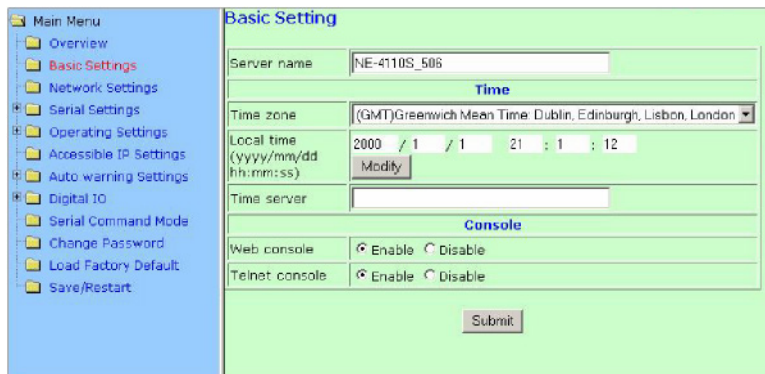 Main Menu
Overview
Basic Settings
Network Settings
Serial Settings
Operating Settings
Accessible IP Settings
Auto warning Settings
Digital IO
Serial Command Mode
Change Password
Load Factory Default
Save/Restart
Basic Setting
Server name NE-4110S_506
Time
Time zone (GMT)Greenwich Mean Time: Dublin, Edinburgh, Lisbon, London
Local time (yyyy/mm/dd hh:mm:ss) 2000 / 1 / 1 21 : 1 : 12
Modify
Time server
Console
Web console Enable Disable
Telnet console Enable Disable
Submit